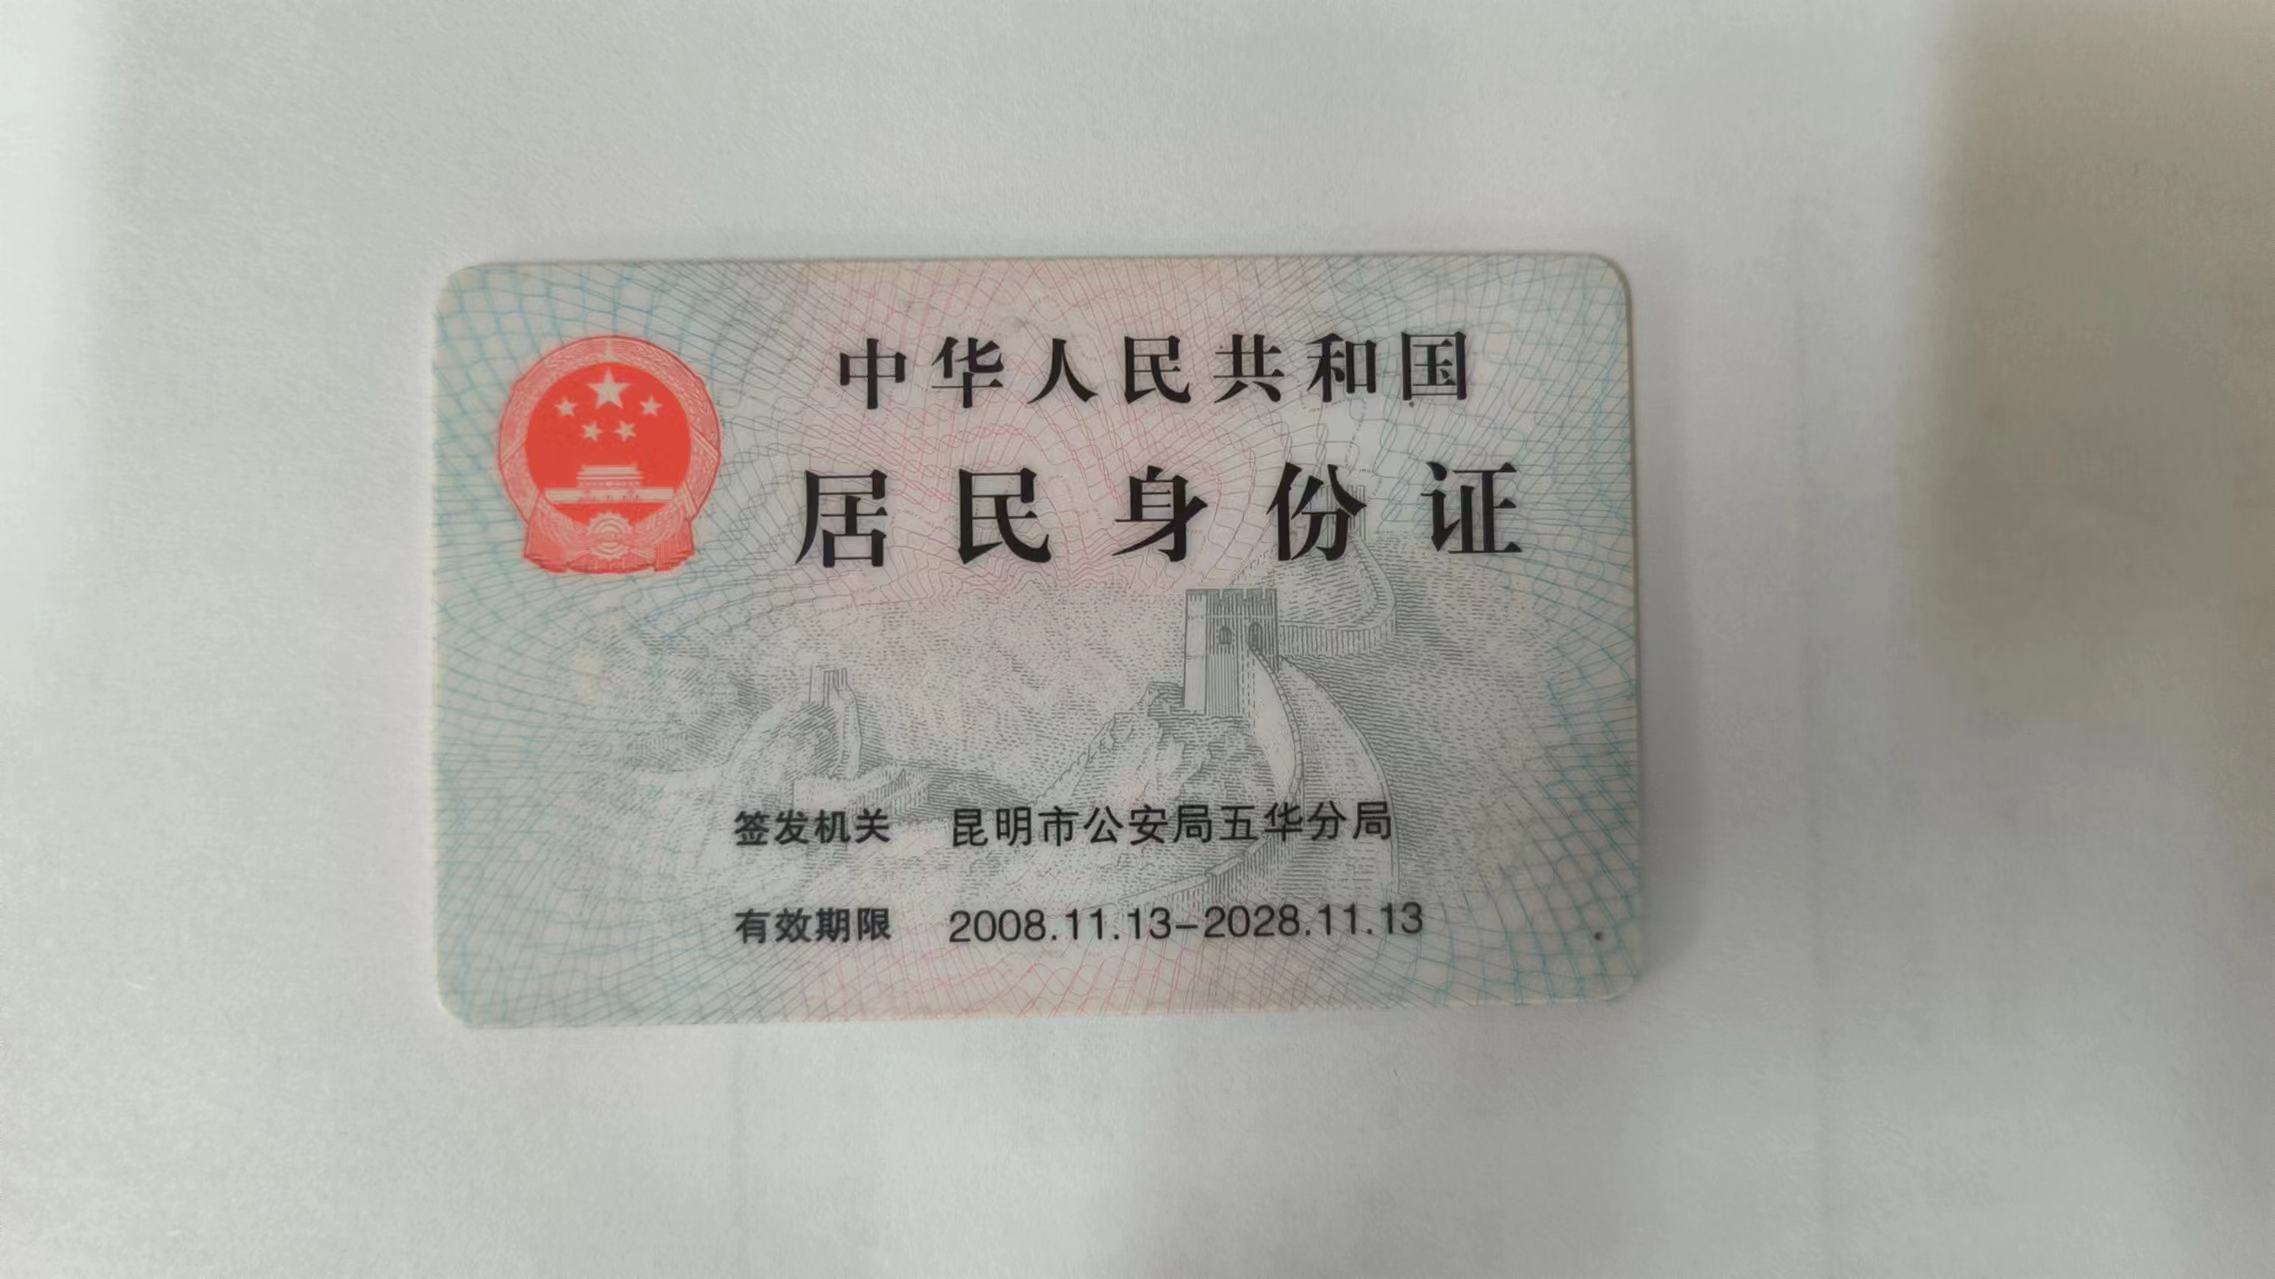 中华人民共和国
居民身份证
签发机关 昆明市公安局五华分局
有效期限 2008.11.13-2028.11.13